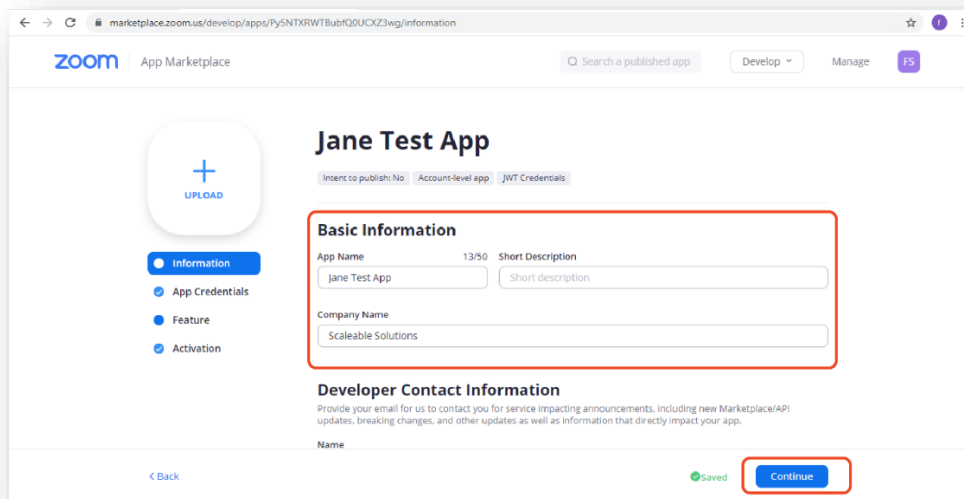 marketplace.zoom.us/develop/apps/Py5NTXRWTBubfQ0UCXZ3wg/information
f
zoom App Marketplace Search a published app Develop Manage FS
Jane Test App
Intent to publish: No Account-level app JWT Credentials
UPLOAD
Basic Information
App Name 13/50 Short Description
Jane Test App Short description
Company Name
Scaleable Solutions
Information
App Credentials
Feature
Activation
Developer Contact Information
Provide your email for us to contact you for service impacting announcements, including new Marketplace/API
updates, breaking changes, and other updates as well as information that directly impact your app.
Name
< Back Saved Continue